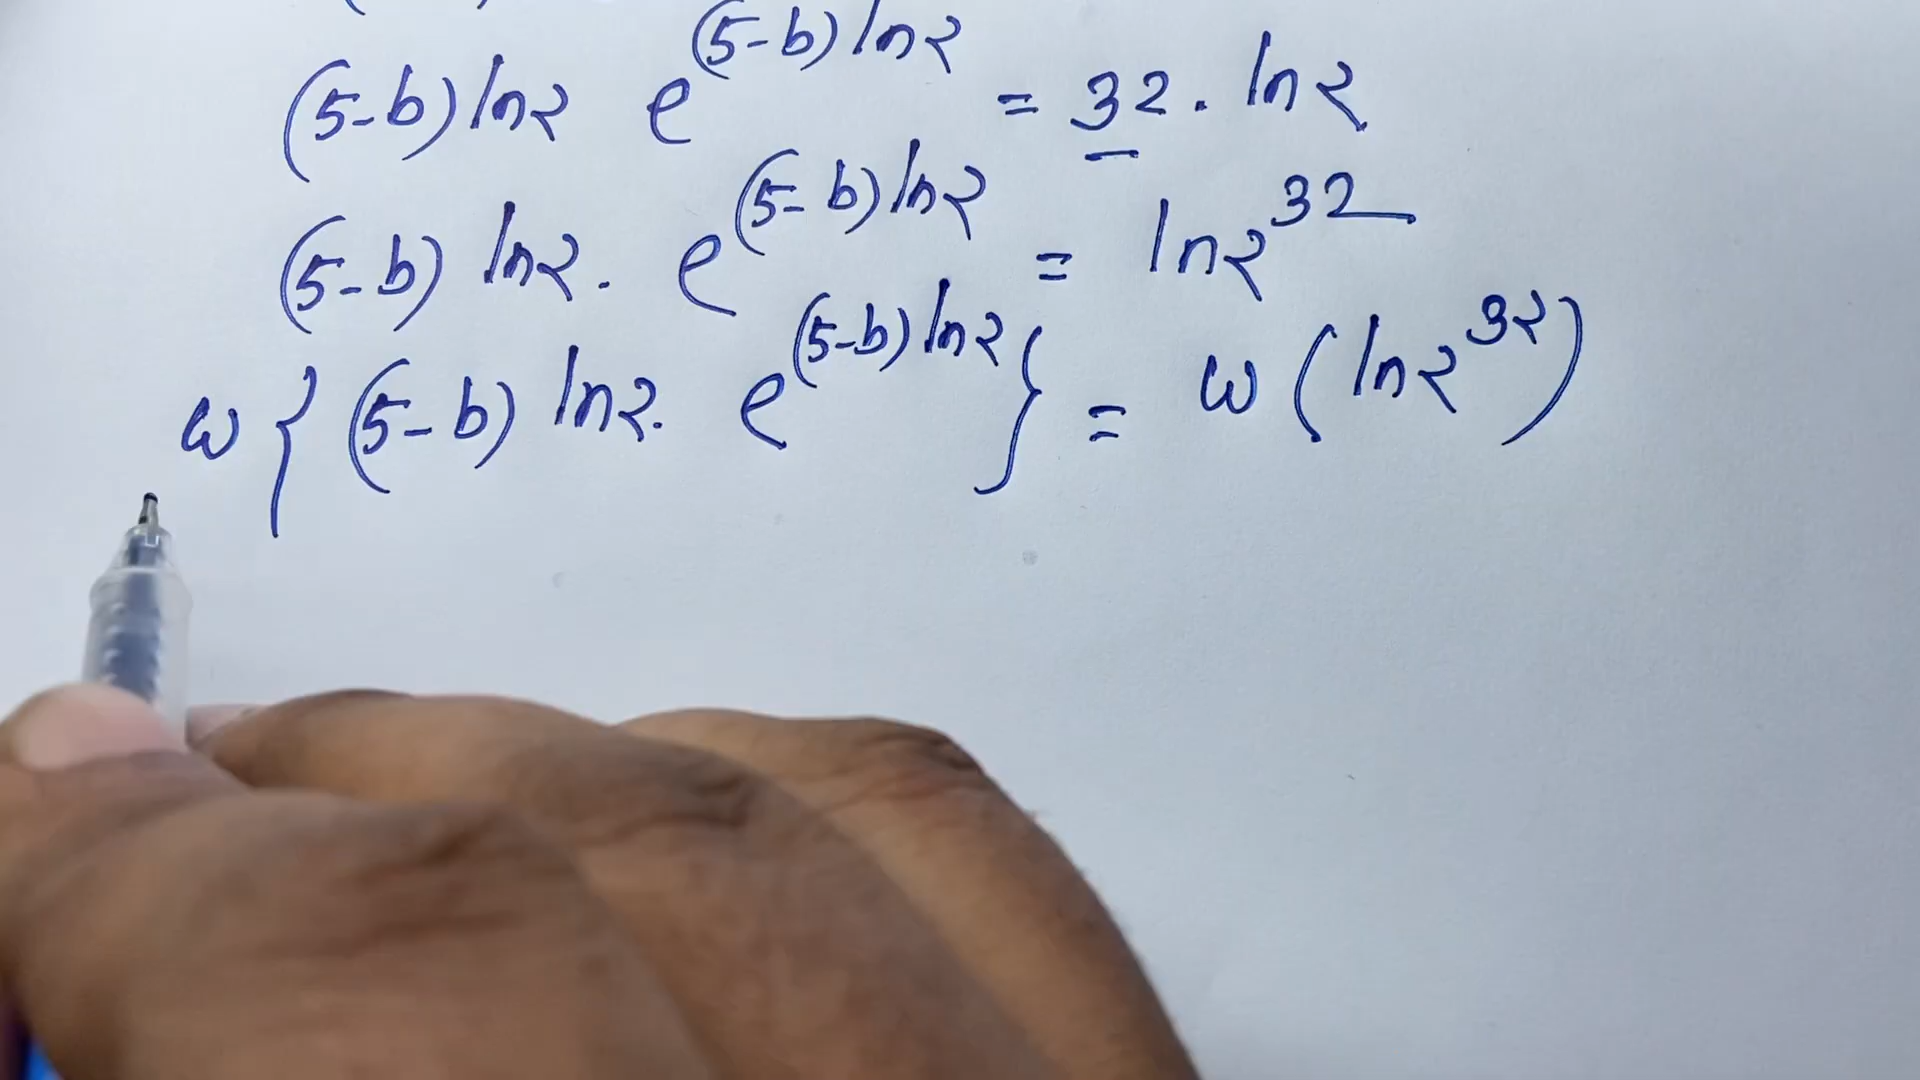 (5-b) ln2 e^(5-b) ln2 = 32 . ln2
(5-b) ln2 . e^(5-b) ln2 = ln2^32
w { (5-b) ln2 . e^(5-b) ln2 } = w ( ln2^32 )